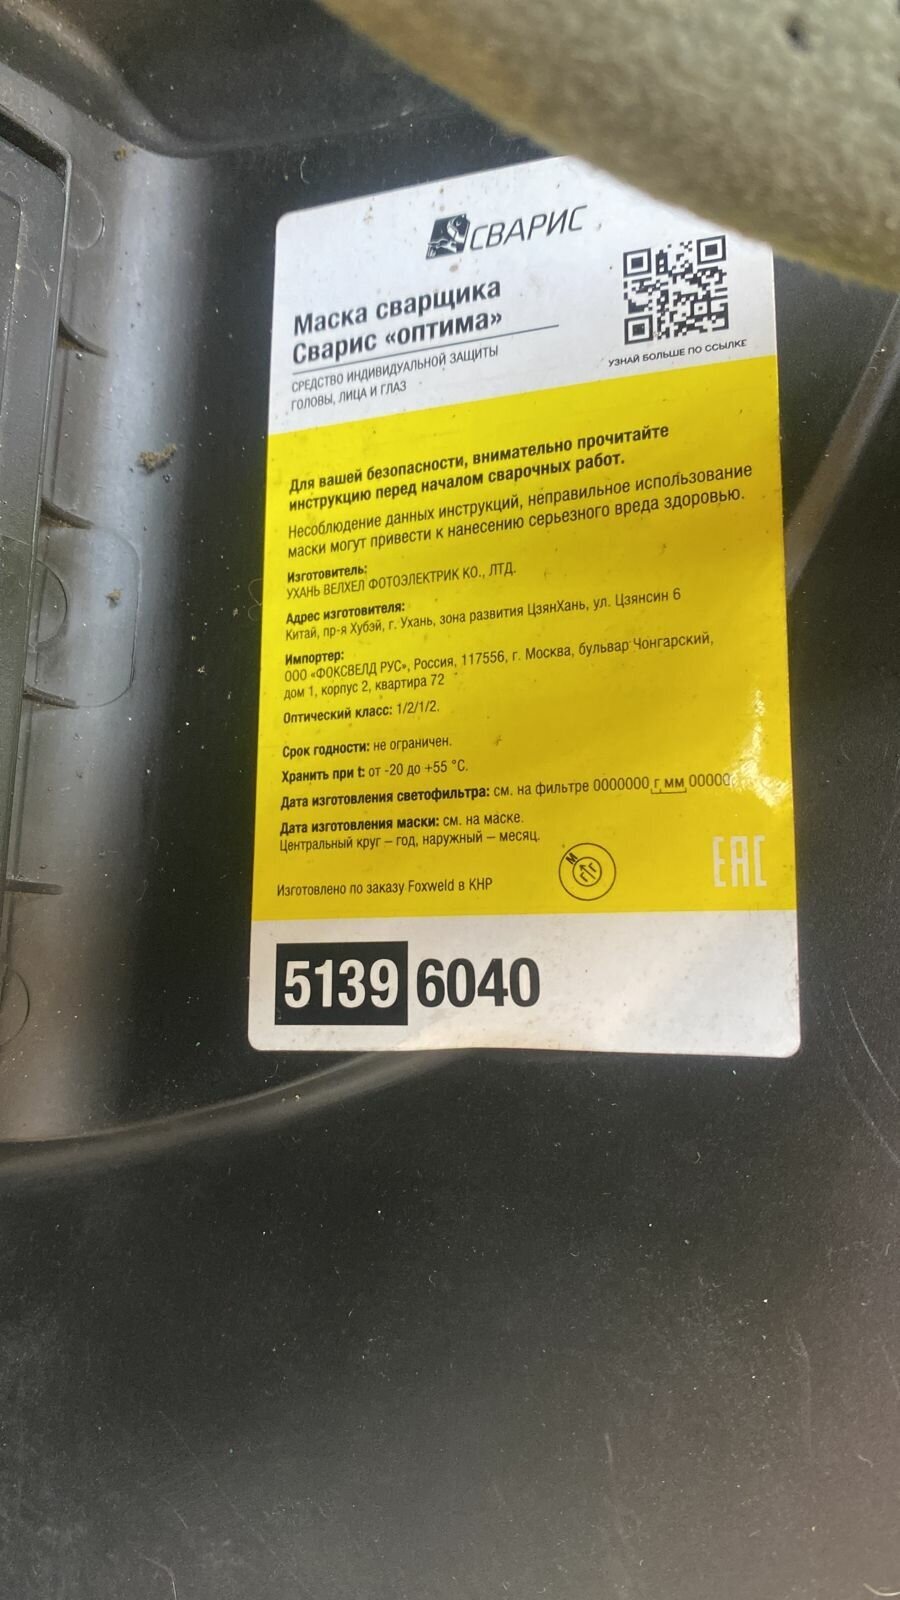 СВАРИС
Маска сварщика
Сварис «оптима»
СРЕДСТВО ИНДИВИДУАЛЬНОЙ ЗАЩИТЫ
ГОЛОВЫ, ЛИЦА И ГЛАЗ
УЗНАЙ БОЛЬШЕ ПО ССЫЛКЕ
Для вашей безопасности, внимательно прочитайте
инструкцию перед началом сварочных работ.
Несоблюдение данных инструкций, неправильное использование
маски могут привести к нанесению серьезного вреда здоровью.
Изготовитель:
УХАНЬ ВЕЛХЕЛ ФОТОЭЛЕКТРИК КО., ЛТД.
Адрес изготовителя:
Китай, пр-я Хубэй, г. Ухань, зона развития ЦзянХань, ул. Цзянсин 6
Импортер:
ООО «ФОКСВЕЛД РУС», Россия, 117556, г. Москва, бульвар Чонгарский,
дом 1, корпус 2, квартира 72
Оптический класс: 1/2/1/2.
Срок годности: не ограничен.
Хранить при t: от -20 до +55 °C.
Дата изготовления светофильтра: см. на фильтре 0000000 г мм 00000
Дата изготовления маски: см. на маске.
Центральный круг – год, наружный – месяц.
Изготовлено по заказу Foxweld в КНР
М
ГГ
ЕАС
5139 6040